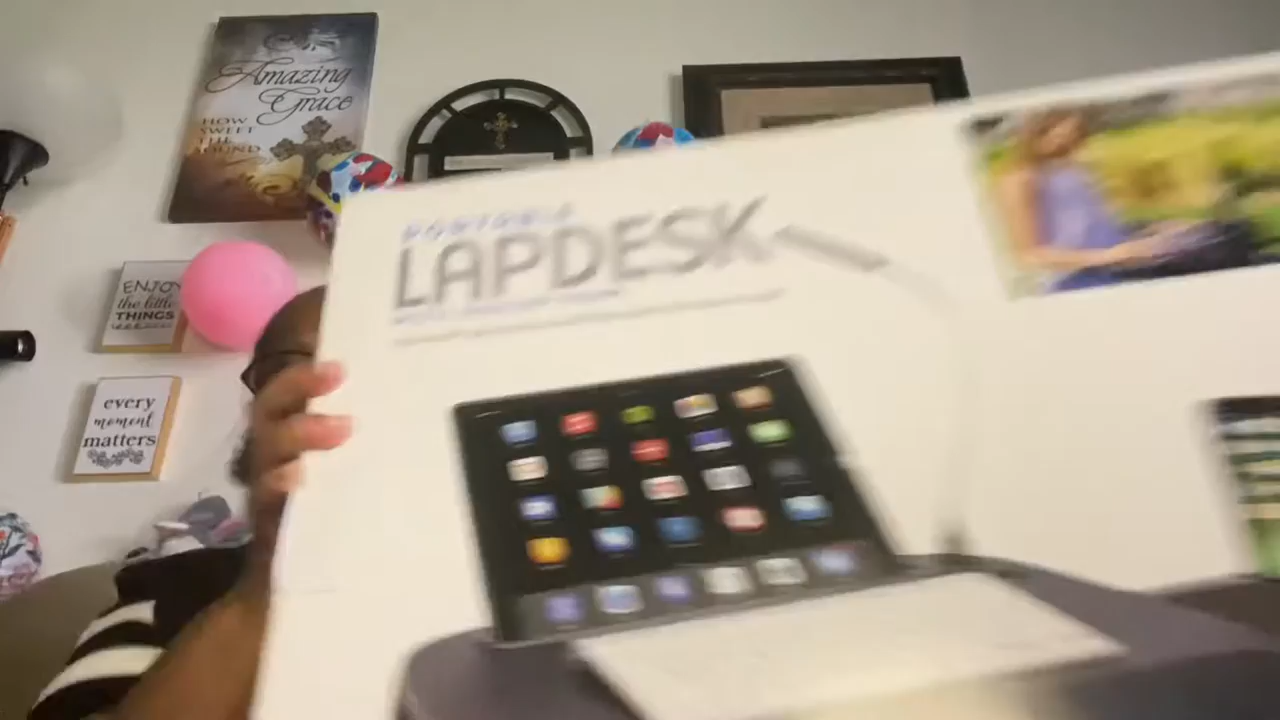 Amazing
Grace
HOW
SWEET
THE
SOUND
PORTABLE
LAPDESK
ENJOY
the little
THINGS
every
moment
matters